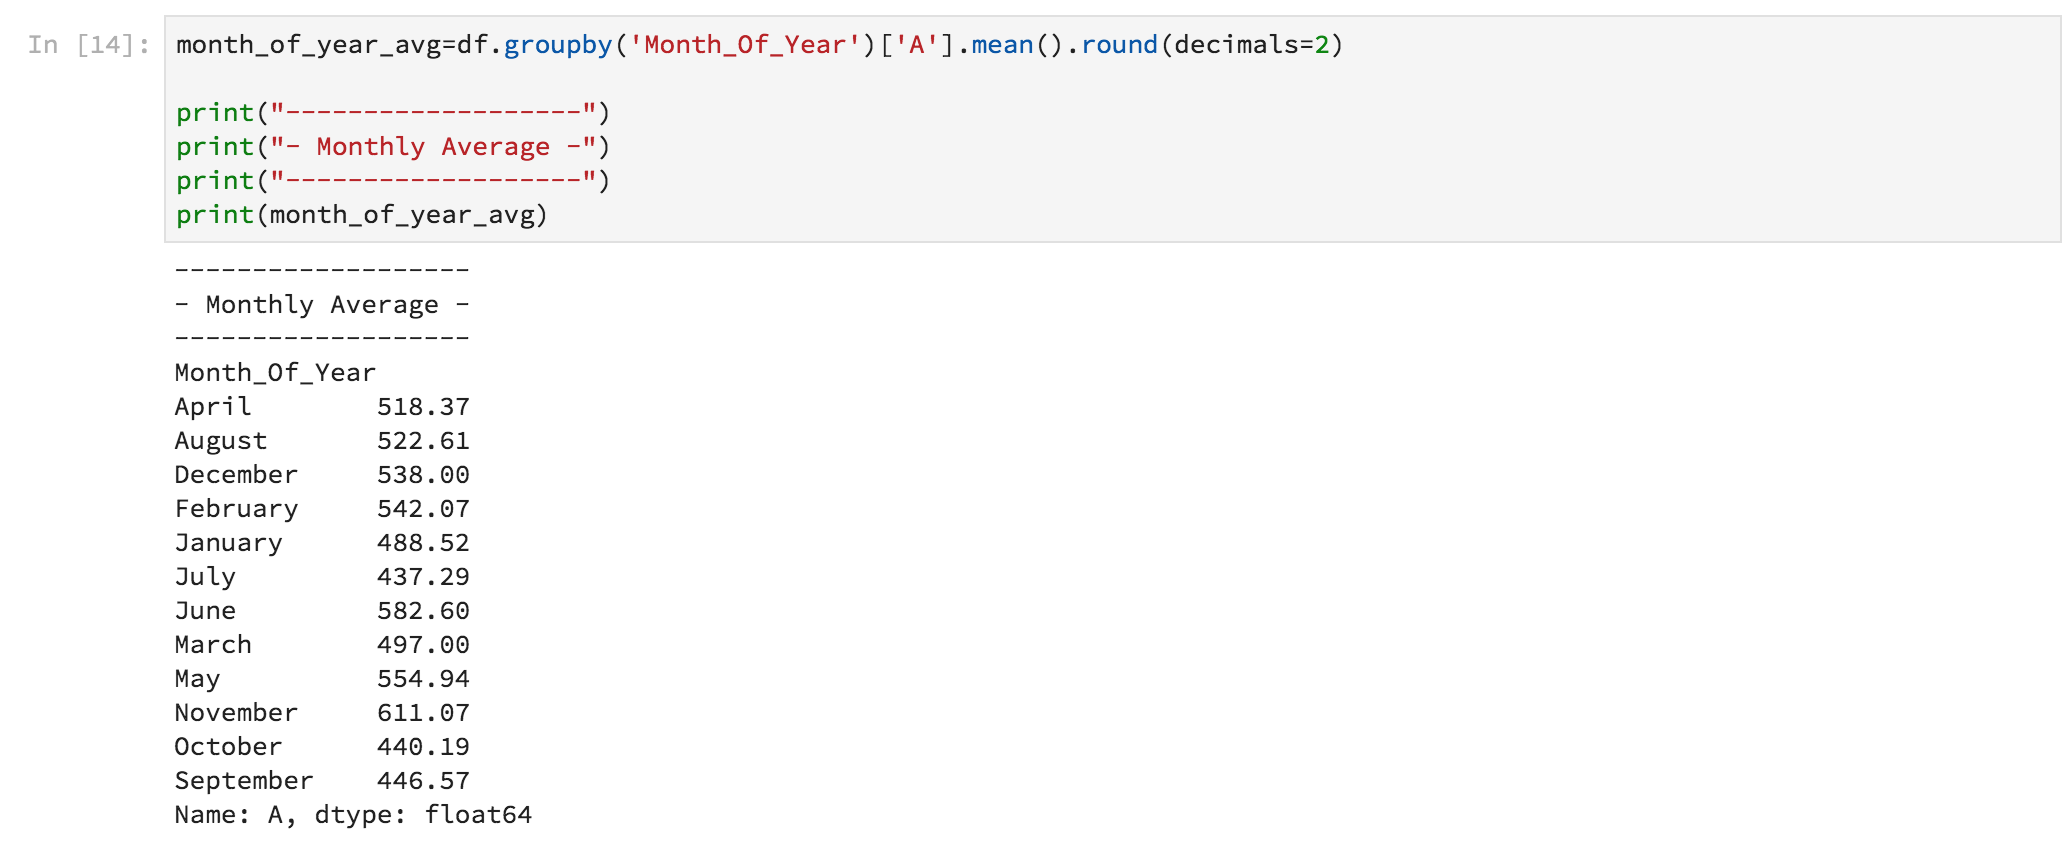 In [14]: month_of_year_avg=df.groupby('Month_Of_Year')['A'].mean().round(decimals=2)
print("-------------------")
print("- Monthly Average -")
print("-------------------")
print(month_of_year_avg)
-------------------
- Monthly Average -
-------------------
Month_Of_Year
April        518.37
August       522.61
December     538.00
February     542.07
January      488.52
July         437.29
June         582.60
March        497.00
May          554.94
November     611.07
October      440.19
September    446.57
Name: A, dtype: float64